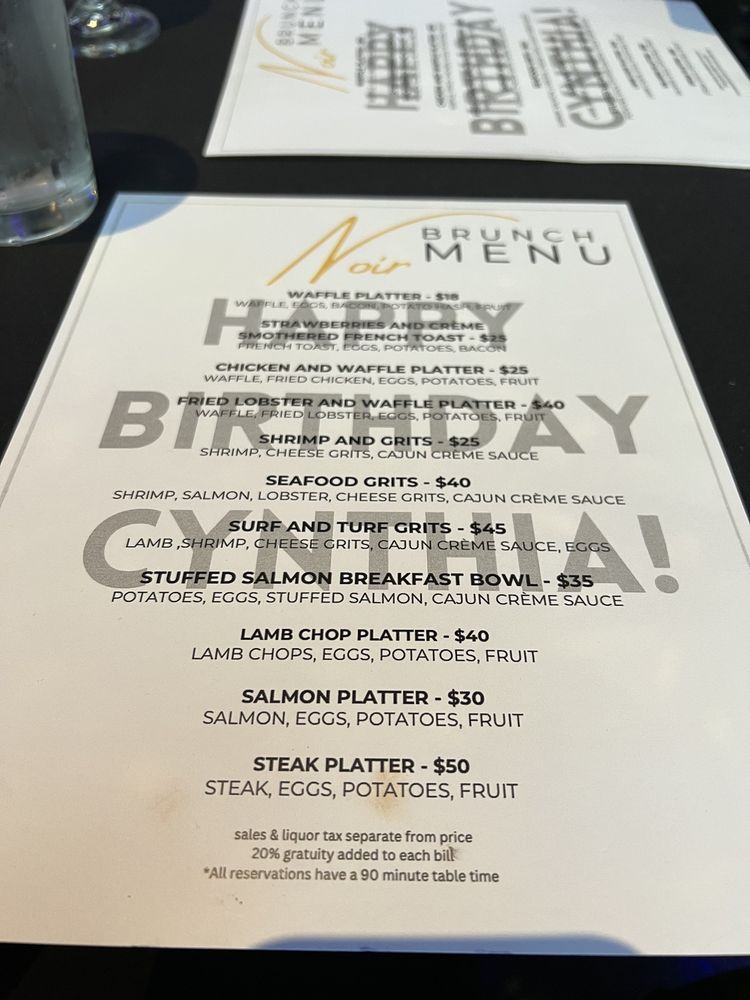 Noir BRUNCH
MENU
HAPPY
BIRTHDAY
CYNTHIA!
Noir BRUNCH
MENU
HAPPY
BIRTHDAY
CYNTHIA!
WAFFLE PLATTER - $18
WAFFLE, EGGS, BACON, POTATO HASH, FRUIT
STRAWBERRIES AND CRÈME
SMOTHERED FRENCH TOAST - $25
FRENCH TOAST, EGGS, POTATOES, BACON
CHICKEN AND WAFFLE PLATTER - $25
WAFFLE, FRIED CHICKEN, EGGS, POTATOES, FRUIT
FRIED LOBSTER AND WAFFLE PLATTER - $40
WAFFLE, FRIED LOBSTER, EGGS, POTATOES, FRUIT
SHRIMP AND GRITS - $25
SHRIMP, CHEESE GRITS, CAJUN CRÈME SAUCE
SEAFOOD GRITS - $40
SHRIMP, SALMON, LOBSTER, CHEESE GRITS, CAJUN CRÈME SAUCE
SURF AND TURF GRITS - $45
LAMB ,SHRIMP, CHEESE GRITS, CAJUN CRÈME SAUCE, EGGS
STUFFED SALMON BREAKFAST BOWL - $35
POTATOES, EGGS, STUFFED SALMON, CAJUN CRÈME SAUCE
LAMB CHOP PLATTER - $40
LAMB CHOPS, EGGS, POTATOES, FRUIT
SALMON PLATTER - $30
SALMON, EGGS, POTATOES, FRUIT
STEAK PLATTER - $50
STEAK, EGGS, POTATOES, FRUIT
sales & liquor tax separate from price
20% gratuity added to each bill
*All reservations have a 90 minute table time